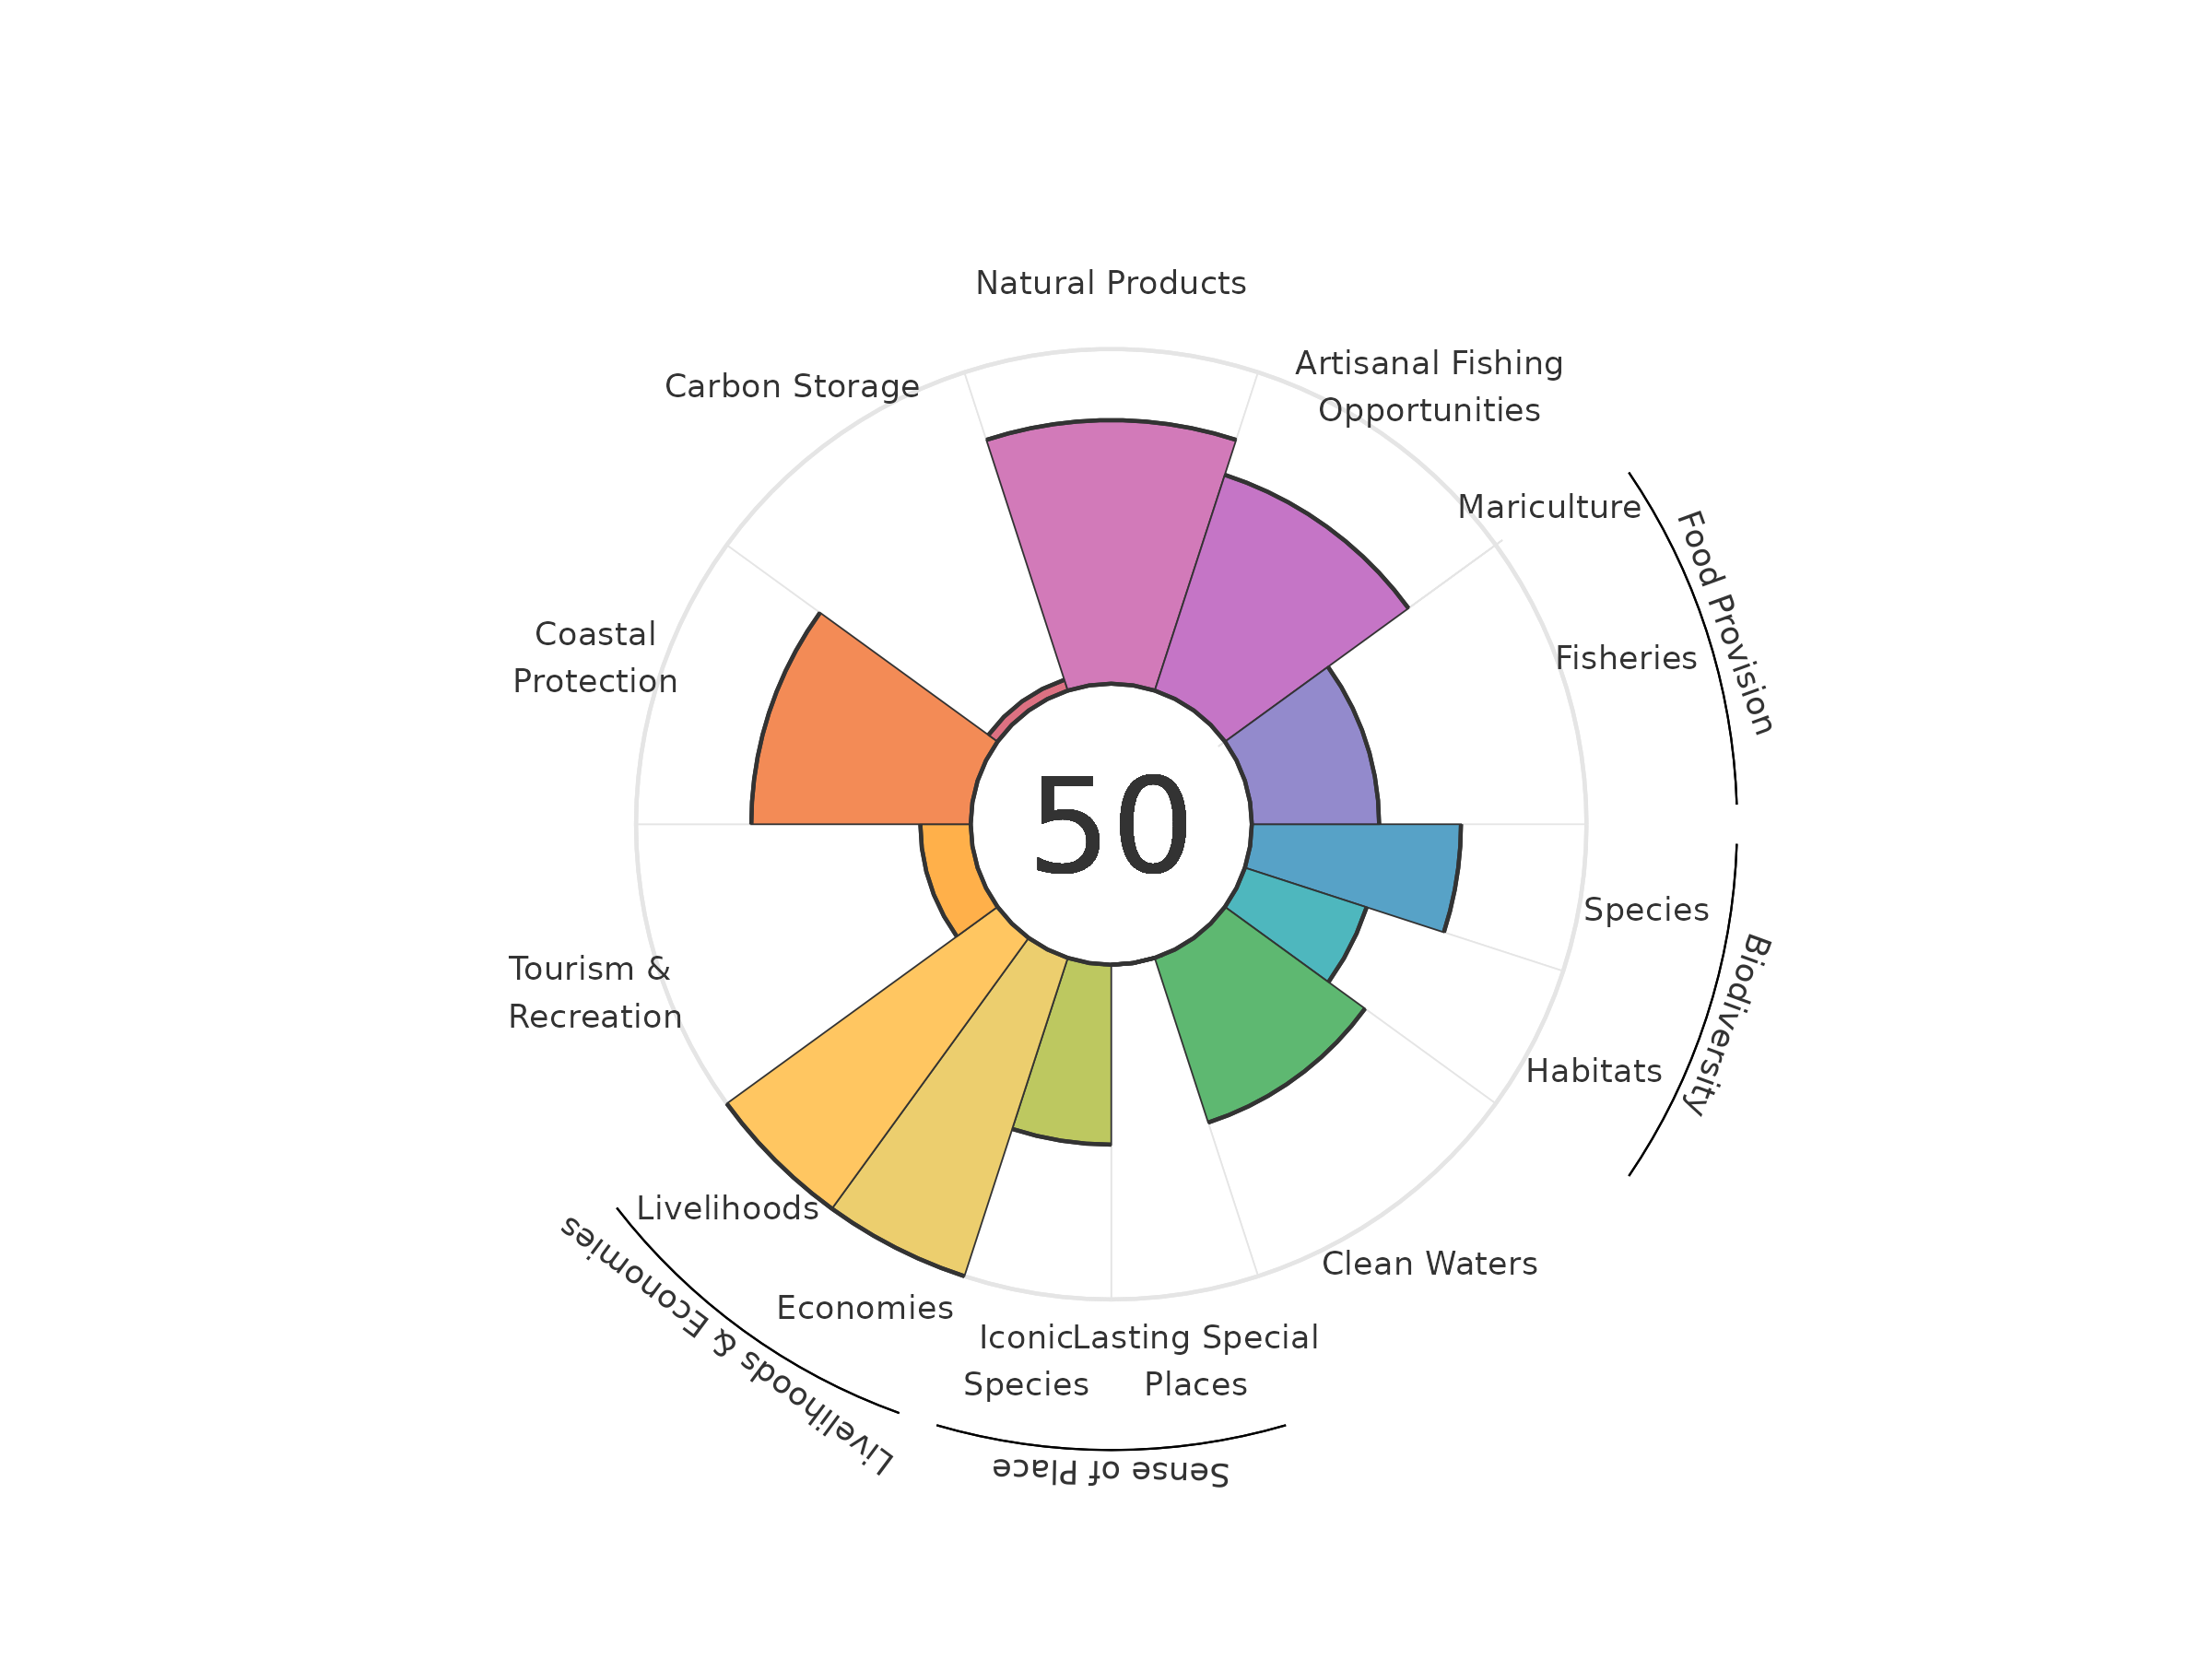 Natural Products
Carbon Storage
Artisanal Fishing
Opportunities
Mariculture
Food Provision
Fisheries
Coastal
Protection
50
Species
Biodiversity
Tourism &
Recreation
Habitats
Livelihoods
Livelihoods & Economies
Clean Waters
Economies
Iconic
Species
Lasting Special
Places
Sense of Place